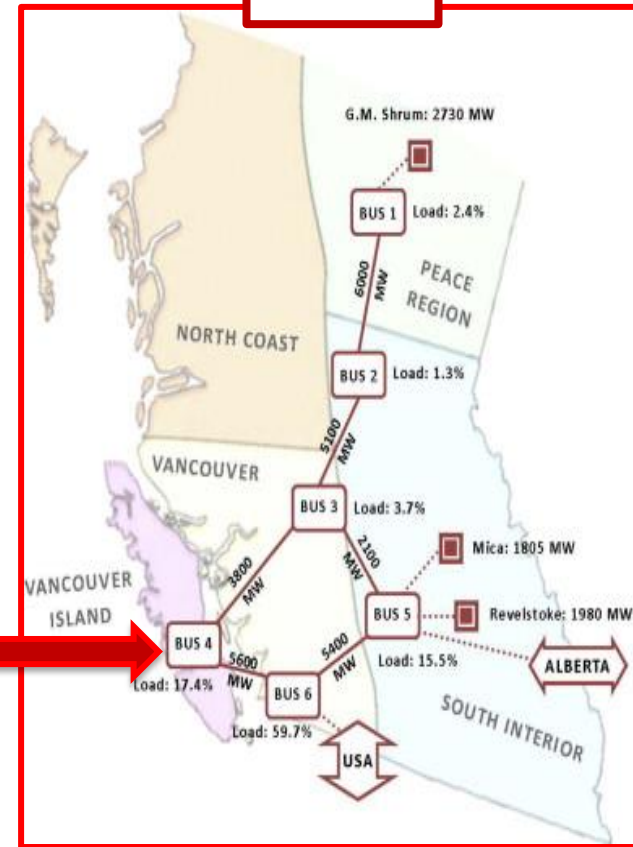 G.M. Shrum: 2730 MW
BUS 1
Load: 2.4%
6000
MW
PEACE
REGION
NORTH COAST
BUS 2
Load: 1.3%
5100
MW
VANCOUVER
BUS 3
Load: 3.7%
2100
MW
Mica: 1805 MW
3800
MW
VANCOUVER
ISLAND
Revelstoke: 1980 MW
BUS 5
BUS 4
5400
MW
Load: 15.5%
ALBERTA
5600
MW
Load: 17.4%
BUS 6
SOUTH INTERIOR
Load: 59.7%
USA